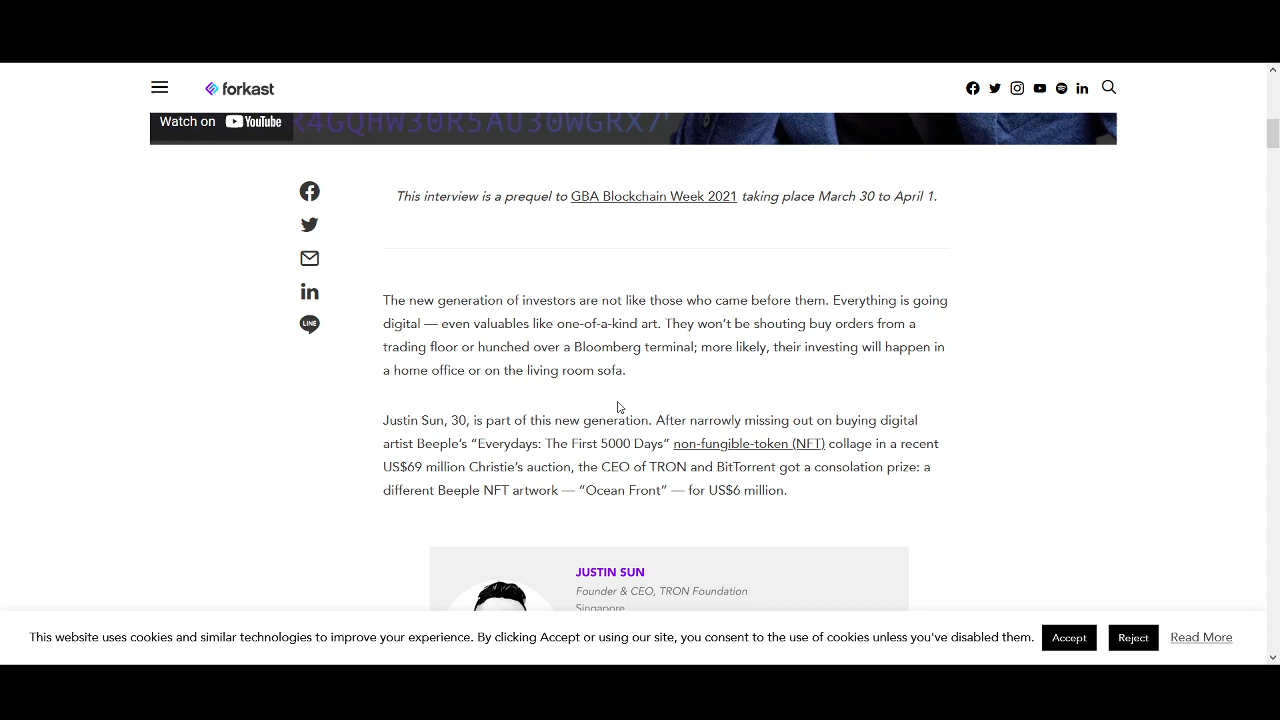 forkast
Watch on YouTube
K4GQHW30R5AU30WGRX7
This interview is a prequel to GBA Blockchain Week 2021 taking place March 30 to April 1.
The new generation of investors are not like those who came before them. Everything is going
digital — even valuables like one-of-a-kind art. They won’t be shouting buy orders from a
trading floor or hunched over a Bloomberg terminal; more likely, their investing will happen in
a home office or on the living room sofa.
Justin Sun, 30, is part of this new generation. After narrowly missing out on buying digital
artist Beeple’s “Everydays: The First 5000 Days” non-fungible-token (NFT) collage in a recent
US$69 million Christie’s auction, the CEO of TRON and BitTorrent got a consolation prize: a
different Beeple NFT artwork — “Ocean Front” — for US$6 million.
LINE
JUSTIN SUN
Founder & CEO, TRON Foundation
Singapore
This website uses cookies and similar technologies to improve your experience. By clicking Accept or using our site, you consent to the use of cookies unless you've disabled them. Accept Reject Read More